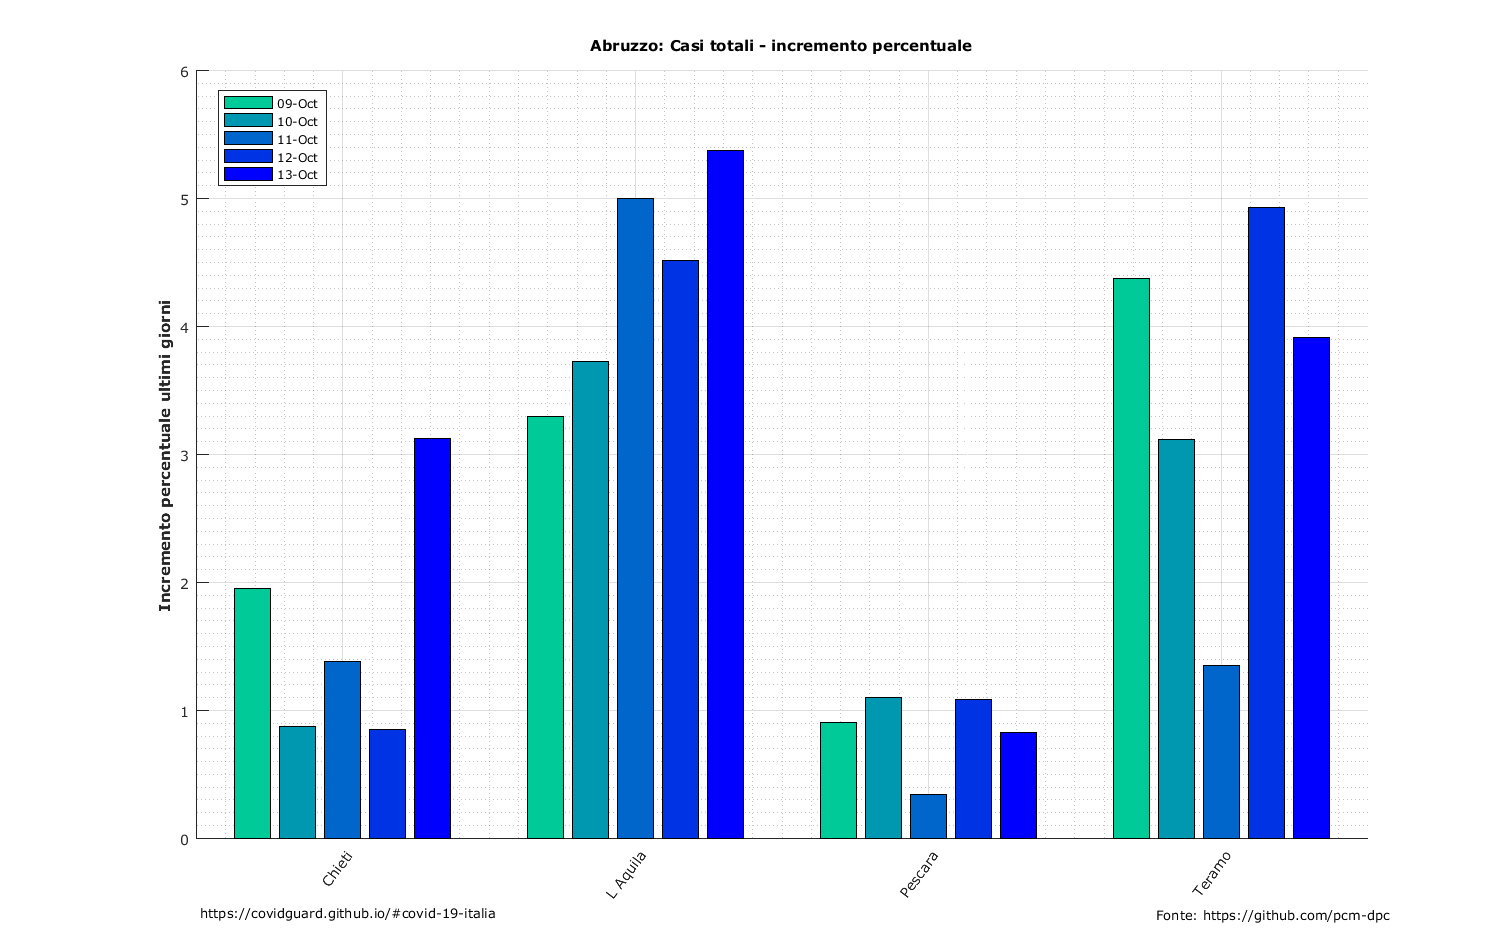 Abruzzo: Casi totali - incremento percentuale
Incremento percentuale ultimi giorni
6
5
4
3
2
1
0
09-Oct
10-Oct
11-Oct
12-Oct
13-Oct
Chieti
L Aquila
Pescara
Teramo
https://covidguard.github.io/#covid-19-italia
Fonte: https://github.com/pcm-dpc